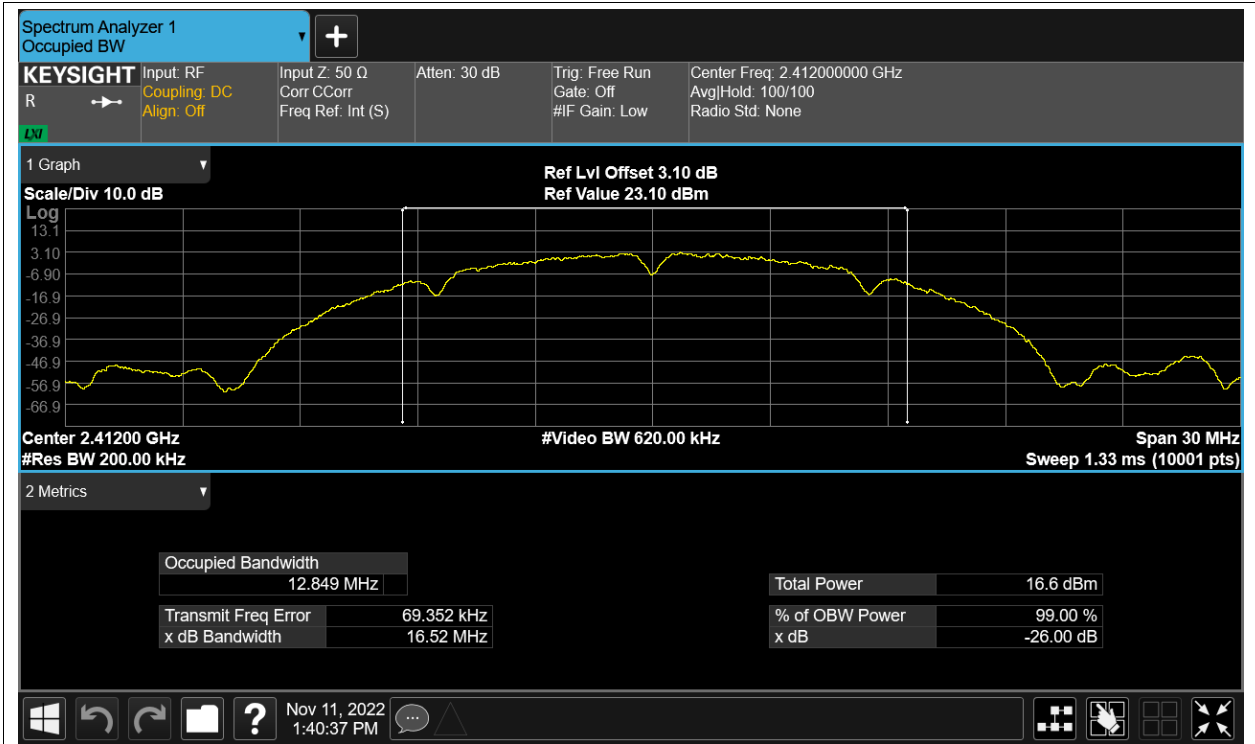 Spectrum Analyzer 1
Occupied BW
KEYSIGHT
R
LXI
Input: RF
Coupling: DC
Align: Off
Input Z: 50 Ω
Corr CCorr
Freq Ref: Int (S)
Atten: 30 dB
Trig: Free Run
Gate: Off
#IF Gain: Low
Center Freq: 2.412000000 GHz
Avg|Hold: 100/100
Radio Std: None
1 Graph
Scale/Div 10.0 dB
Ref Lvl Offset 3.10 dB
Ref Value 23.10 dBm
Log
13.1
3.10
-6.90
-16.9
-26.9
-36.9
-46.9
-56.9
-66.9
Center 2.41200 GHz
#Video BW 620.00 kHz
Span 30 MHz
#Res BW 200.00 kHz
Sweep 1.33 ms (10001 pts)
2 Metrics
Occupied Bandwidth
12.849 MHz
Transmit Freq Error 69.352 kHz
x dB Bandwidth 16.52 MHz
Total Power 16.6 dBm
% of OBW Power 99.00 %
x dB -26.00 dB
?
Nov 11, 2022
1:40:37 PM